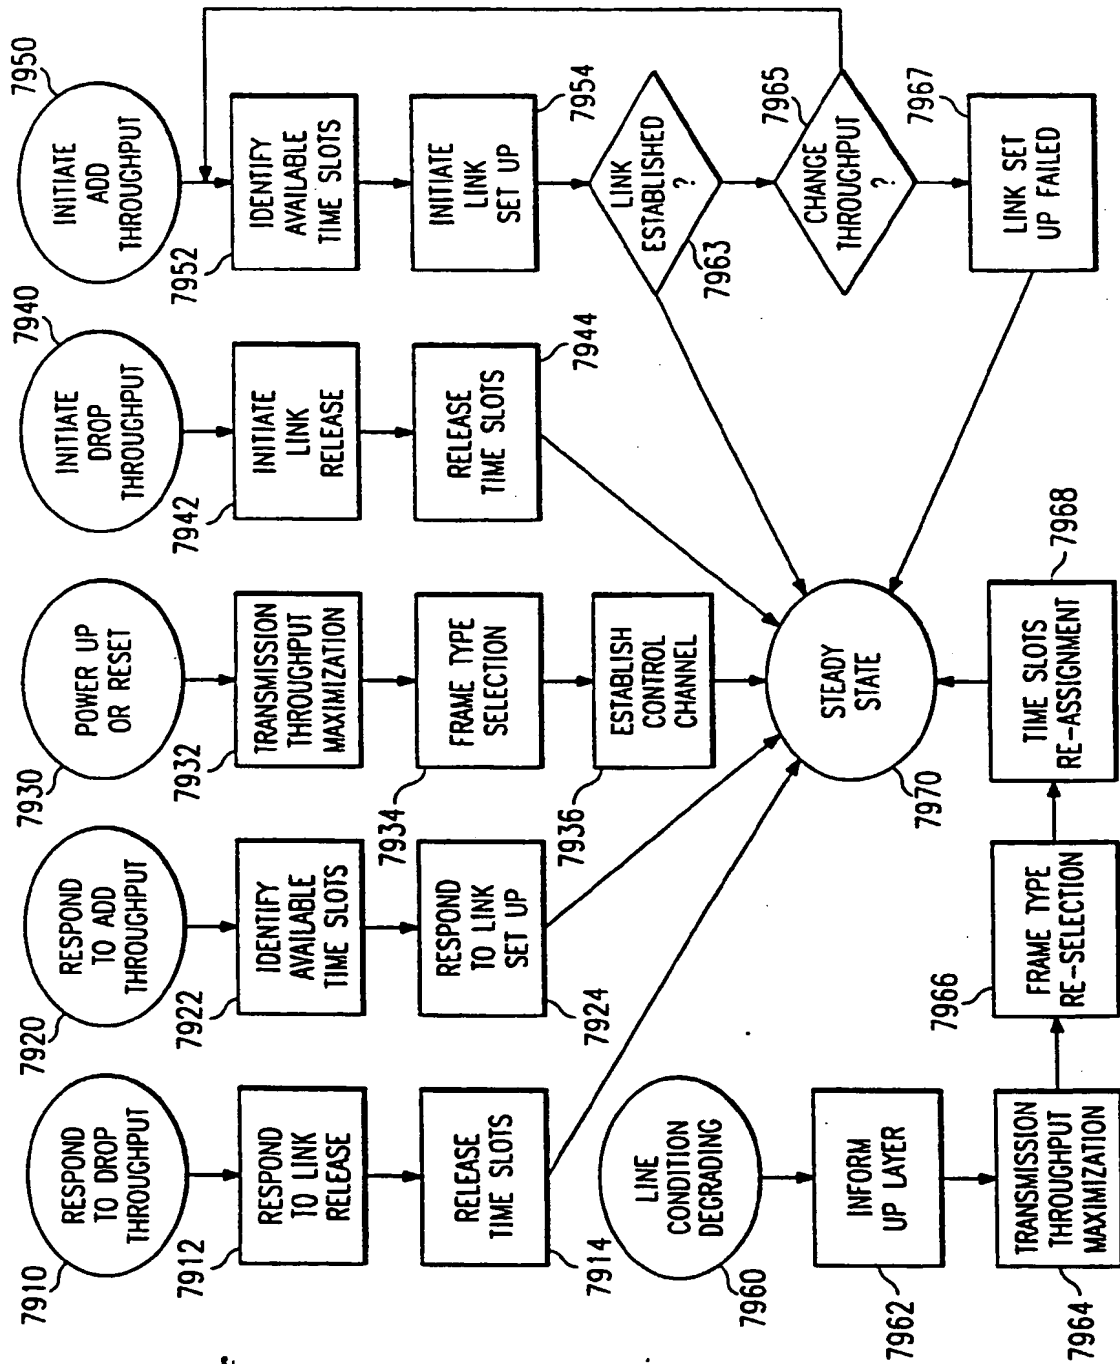 7910
RESPOND
TO DROP
THROUGHPUT
7912
RESPOND
TO LINK
RELEASE
RELEASE
TIME SLOTS
7914
7920
RESPOND
TO ADD
THROUGHPUT
7922
IDENTIFY
AVAILABLE
TIME SLOTS
RESPOND
TO LINK
SET UP
7924
7930
POWER UP
OR RESET
7932
TRANSMISSION
THROUGHPUT
MAXIMIZATION
7934
FRAME TYPE
SELECTION
7936
ESTABLISH
CONTROL
CHANNEL
7940
INITIATE
DROP
THROUGHPUT
7942
INITIATE
LINK
RELEASE
RELEASE
TIME SLOTS
7944
7950
INITIATE
ADD
THROUGHPUT
7952
IDENTIFY
AVAILABLE
TIME SLOTS
INITIATE
LINK
SET UP
7954
LINK
ESTABLISHED
?
7963
CHANGE
THROUGHPUT
?
7965
LINK SET
UP FAILED
7967
LINE
CONDITION
DEGRADING
7960
INFORM
UP LAYER
7962
TRANSMISSION
THROUGHPUT
MAXIMIZATION
7964
7966
FRAME TYPE
RE-SELECTION
TIME SLOTS
RE-ASSIGNMENT
7968
STEADY
STATE
7970